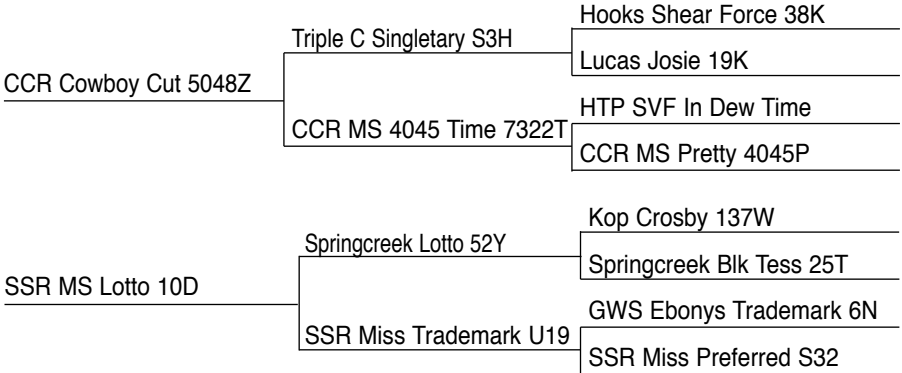 Hooks Shear Force 38K
Triple C Singletary S3H
Lucas Josie 19K
CCR Cowboy Cut 5048Z
HTP SVF In Dew Time
CCR MS 4045 Time 7322T
CCR MS Pretty 4045P
Kop Crosby 137W
Springcreek Lotto 52Y
Springcreek Blk Tess 25T
SSR MS Lotto 10D
GWS Ebonys Trademark 6N
SSR Miss Trademark U19
SSR Miss Preferred S32